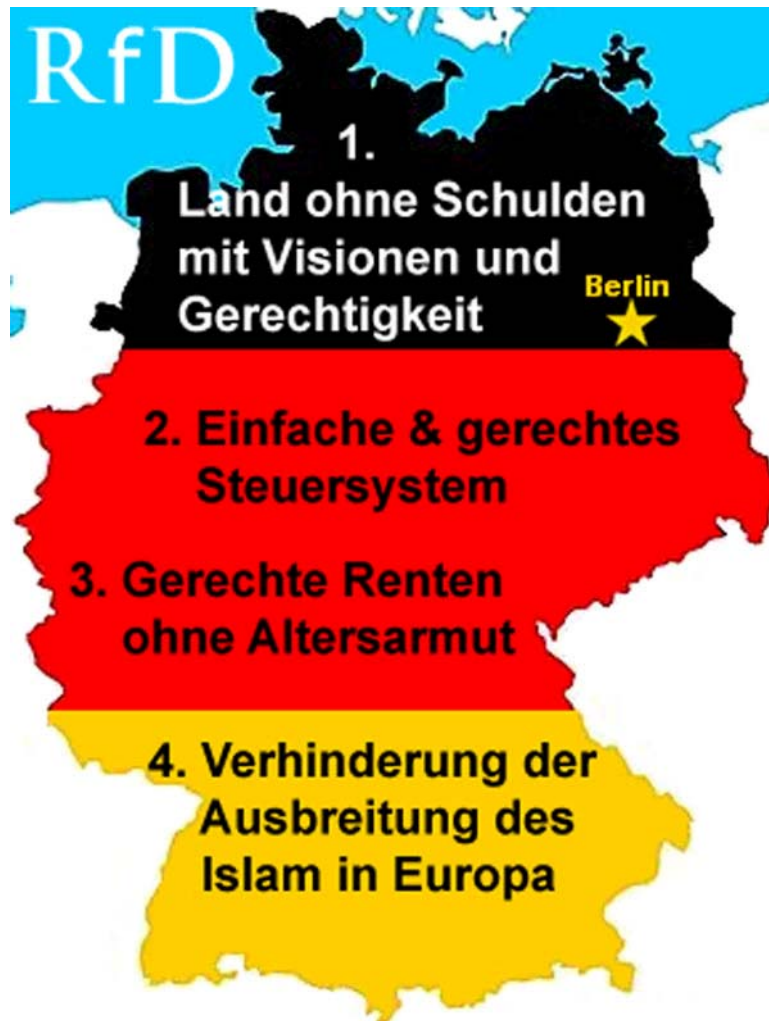 RfD
1.
Land ohne Schulden
mit Visionen und
Gerechtigkeit
Berlin
2. Einfache & gerechtes
Steuersystem
3. Gerechte Renten
ohne Altersarmut
4. Verhinderung der
Ausbreitung des
Islam in Europa